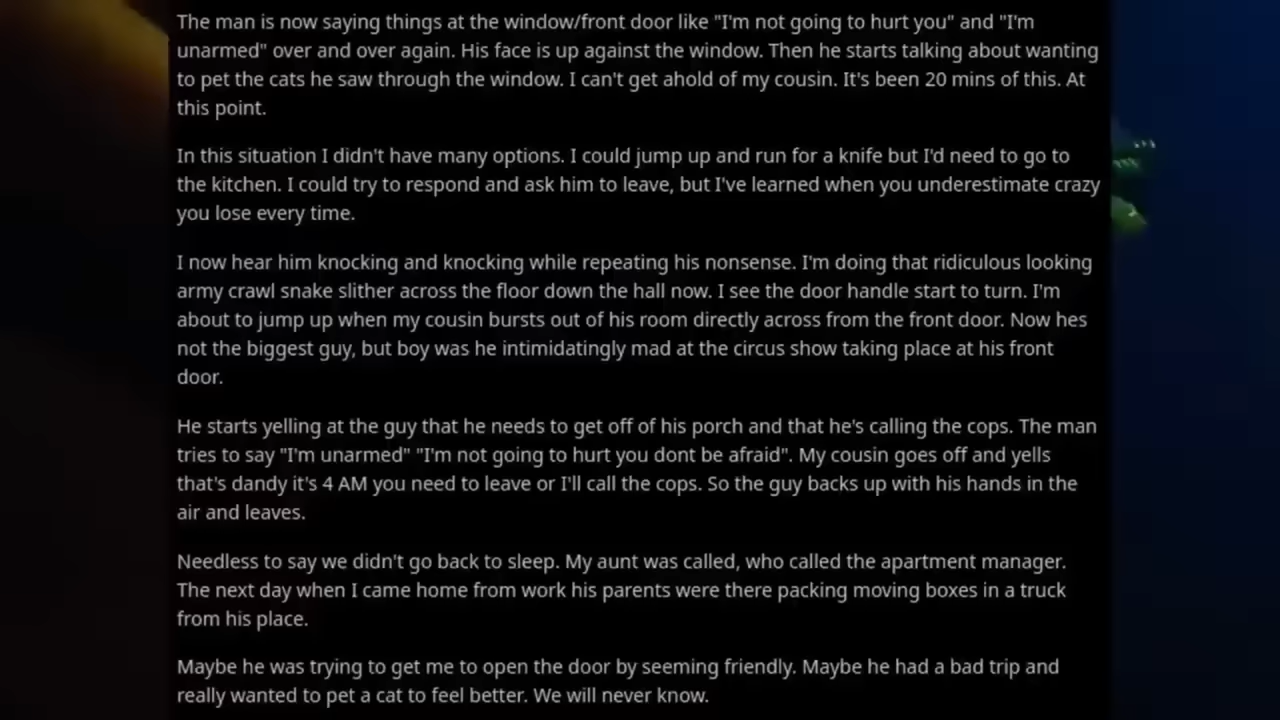 The man is now saying things at the window/front door like "I'm not going to hurt you" and "I'm
unarmed" over and over again. His face is up against the window. Then he starts talking about wanting
to pet the cats he saw through the window. I can't get ahold of my cousin. It's been 20 mins of this. At
this point.
In this situation I didn't have many options. I could jump up and run for a knife but I'd need to go to
the kitchen. I could try to respond and ask him to leave, but I've learned when you underestimate crazy
you lose every time.
I now hear him knocking and knocking while repeating his nonsense. I'm doing that ridiculous looking
army crawl snake slither across the floor down the hall now. I see the door handle start to turn. I'm
about to jump up when my cousin bursts out of his room directly across from the front door. Now hes
not the biggest guy, but boy was he intimidatingly mad at the circus show taking place at his front
door.
He starts yelling at the guy that he needs to get off of his porch and that he's calling the cops. The man
tries to say "I'm unarmed" "I'm not going to hurt you dont be afraid". My cousin goes off and yells
that's dandy it's 4 AM you need to leave or I'll call the cops. So the guy backs up with his hands in the
air and leaves.
Needless to say we didn't go back to sleep. My aunt was called, who called the apartment manager.
The next day when I came home from work his parents were there packing moving boxes in a truck
from his place.
Maybe he was trying to get me to open the door by seeming friendly. Maybe he had a bad trip and
really wanted to pet a cat to feel better. We will never know.